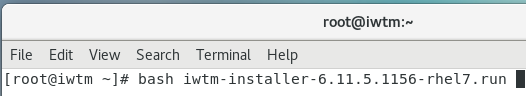 root@iwtm:~
File Edit View Search Terminal Help
[root@iwtm ~]# bash iwtm-installer-6.11.5.1156-rhel7.run